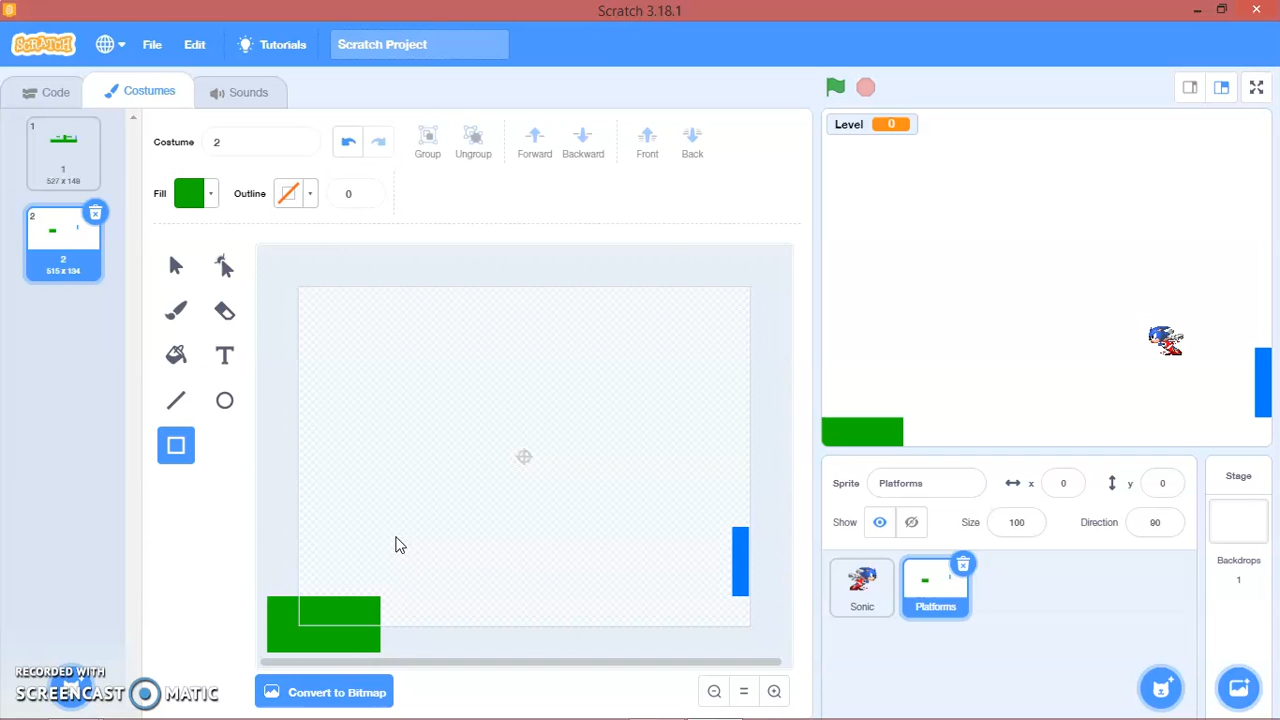 Scratch 3.18.1
SCRATCH File Edit Tutorials Scratch Project
Code Costumes Sounds
1
1
527 x 148
2
2
515 x 134
Costume 2
Group Ungroup Forward Backward Front Back
Fill Outline 0
T
Convert to Bitmap
Level 0
Sprite Platforms x 0 y 0
Show Size 100 Direction 90
Sonic
Platforms
Stage
Backdrops
1
RECORDED WITH
SCREENCAST MATIC